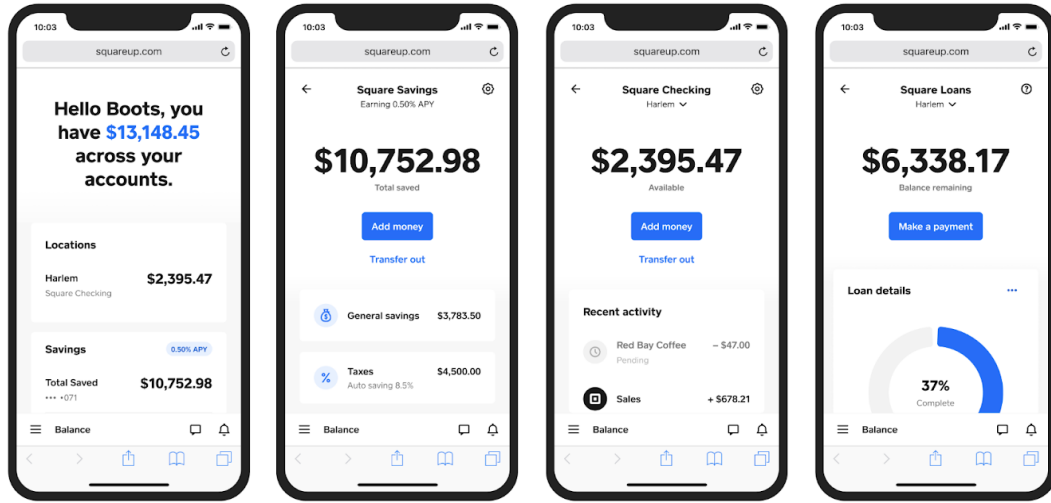 10:03
squareup.com
Hello Boots, you
have $13,148.45
across your
accounts.
Locations
Harlem $2,395.47
Square Checking
Savings 0.50% APY
Total Saved $10,752.98
••• •071
Balance
10:03
squareup.com
Square Savings
Earning 0.50% APY
$10,752.98
Total saved
Add money
Transfer out
General savings $3,783.50
Taxes $4,500.00
Auto saving 8.5%
Balance
10:03
squareup.com
Square Checking
Harlem
$2,395.47
Available
Add money
Transfer out
Recent activity
Red Bay Coffee – $47.00
Pending
Sales + $678.21
Balance
10:03
squareup.com
Square Loans
Harlem
$6,338.17
Balance remaining
Make a payment
Loan details
37%
Complete
Balance